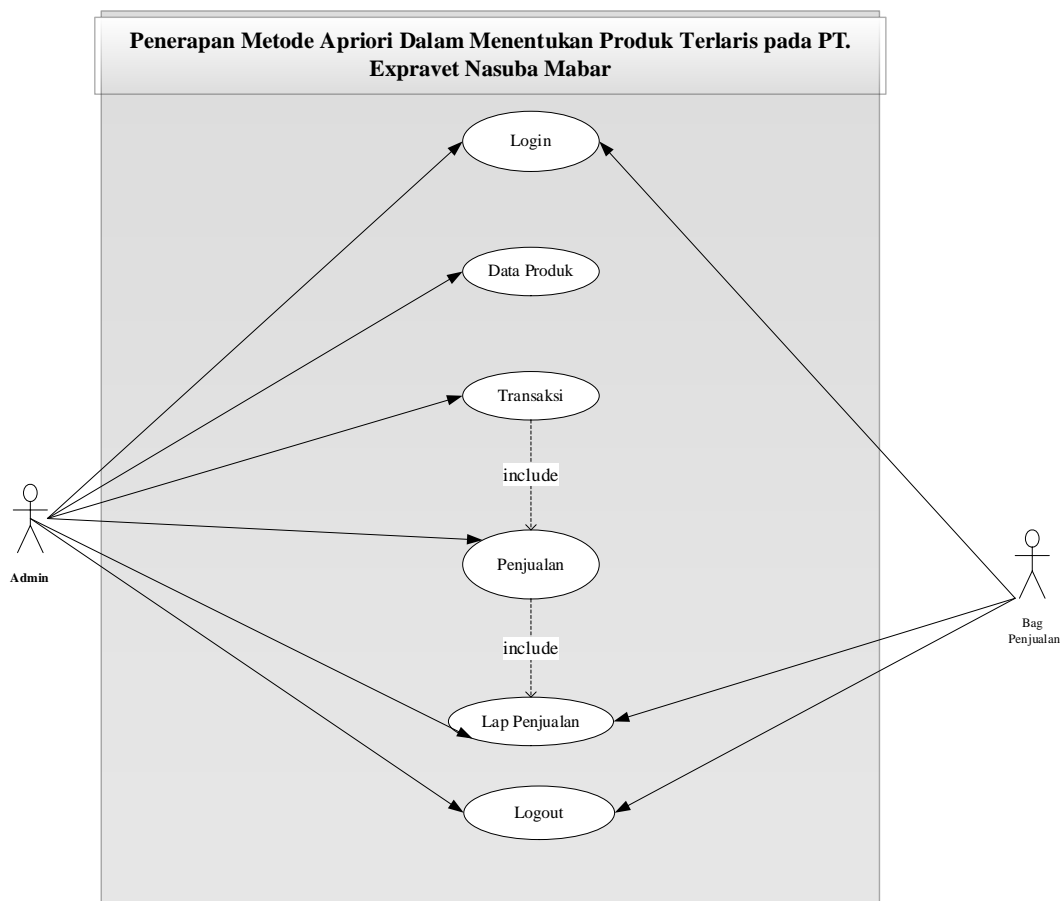 Penerapan Metode Apriori Dalam Menentukan Produk Terlaris pada PT.
Expravet Nasuba Mabar
Login
Data Produk
Transaksi
include
Penjualan
Admin
Bag
Penjualan
include
Lap Penjualan
Logout